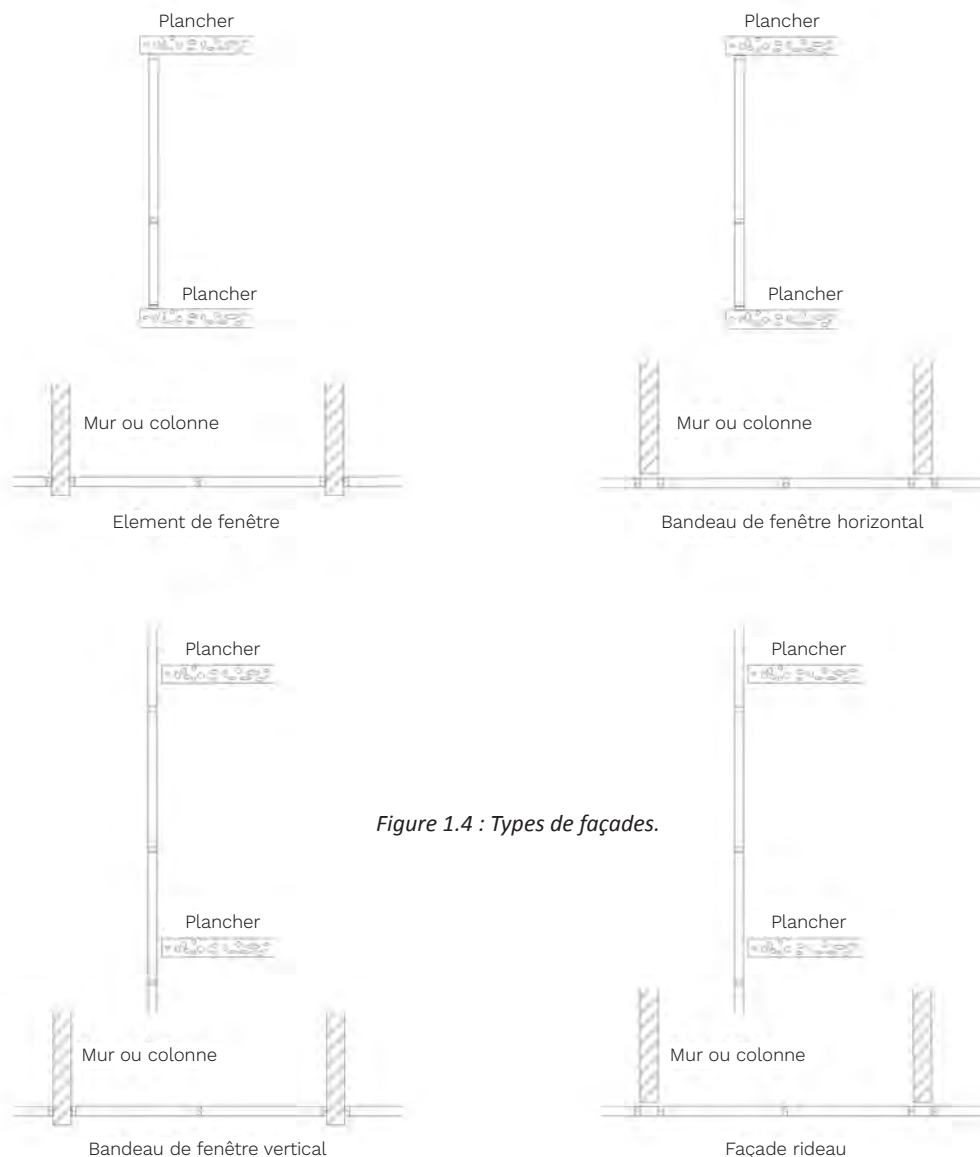 Plancher
Plancher
Mur ou colonne
Element de fenêtre
Plancher
Plancher
Mur ou colonne
Bandeau de fenêtre horizontal
Plancher
Plancher
Mur ou colonne
Bandeau de fenêtre vertical
Figure 1.4 : Types de façades.
Plancher
Plancher
Mur ou colonne
Façade rideau